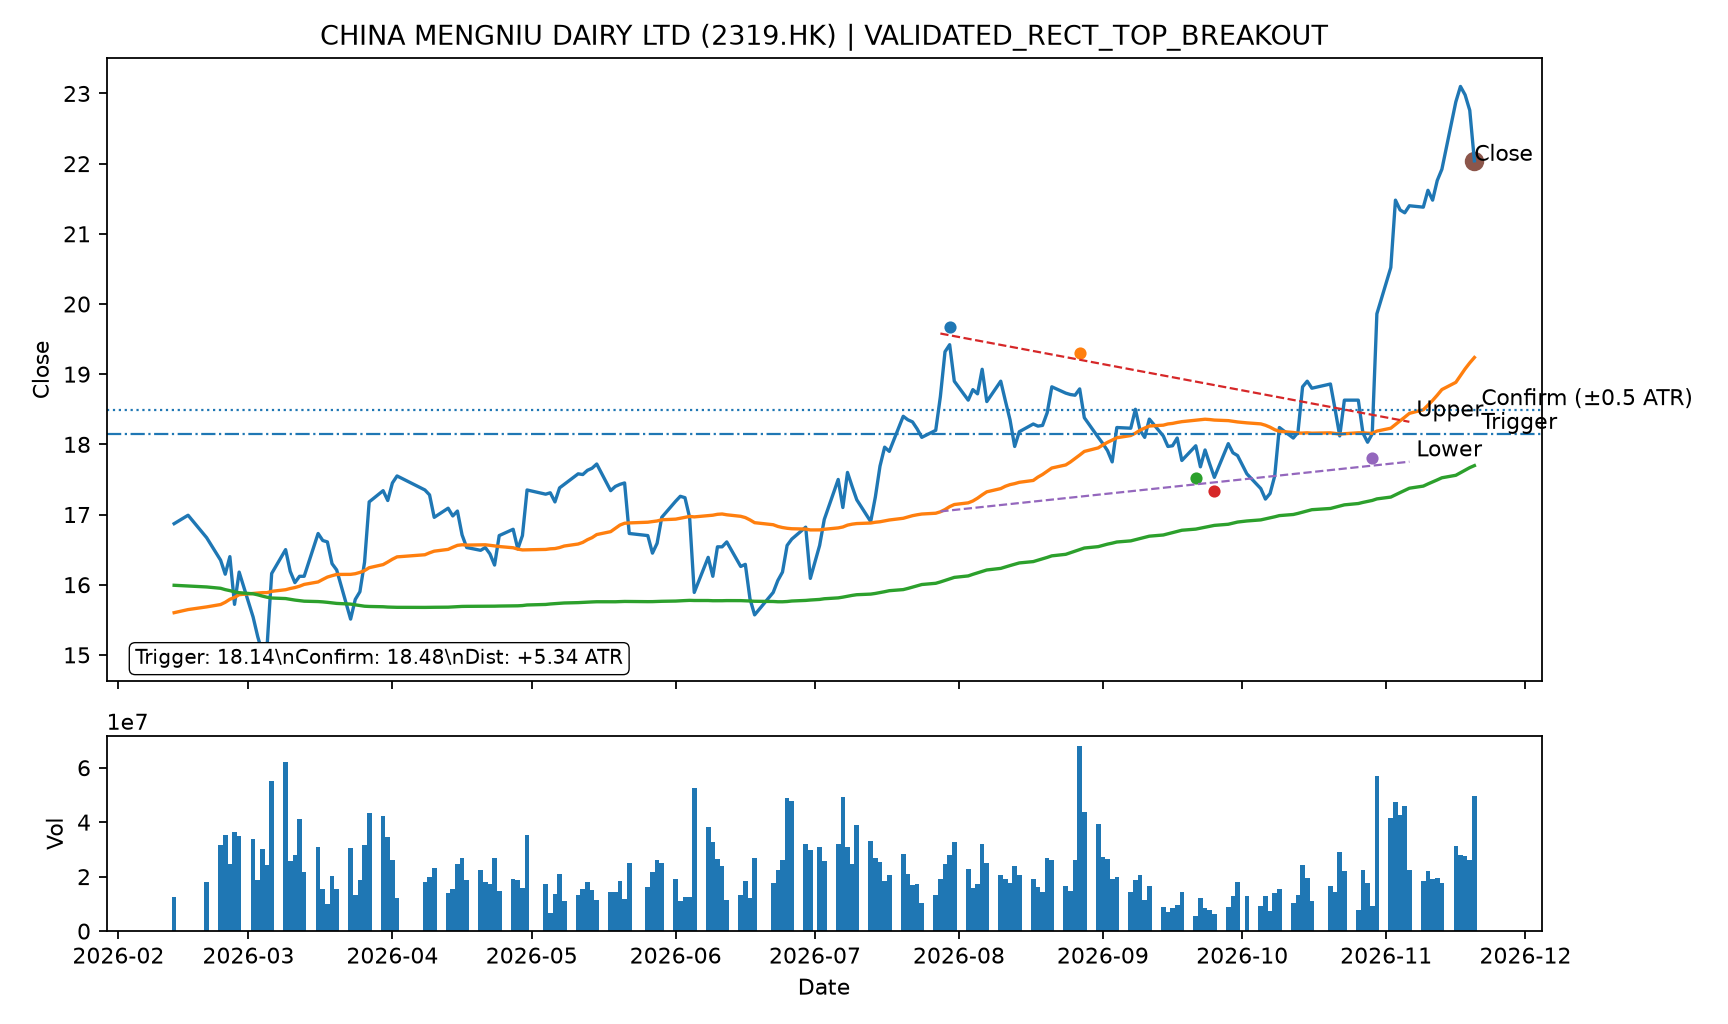 CHINA MENGNIU DAIRY LTD (2319.HK) | VALIDATED_RECT_TOP_BREAKOUT
Close
23
22
21
20
19
18
17
16
15
Close
Confirm (±0.5 ATR)
Upper
Trigger
Lower
Trigger: 18.14\nConfirm: 18.48\nDist: +5.34 ATR
1e7
Vol
6
4
2
0
2026-02 2026-03 2026-04 2026-05 2026-06 2026-07 2026-08 2026-09 2026-10 2026-11 2026-12
Date